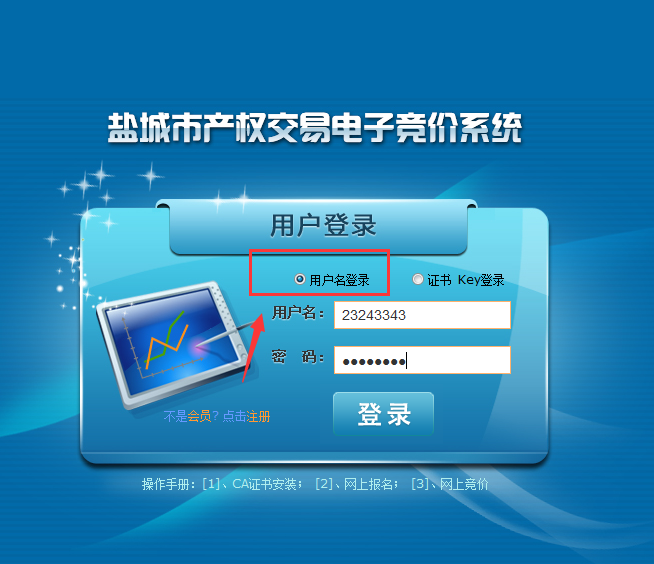 盐城市产权交易电子竞价系统
用户登录
用户名登录 证书 Key登录
用户名： 23243343
密 码： ●●●●●●●●
登录
不是会员? 点击注册
操作手册：[1]、CA证书安装； [2]、网上报名； [3]、网上竞价